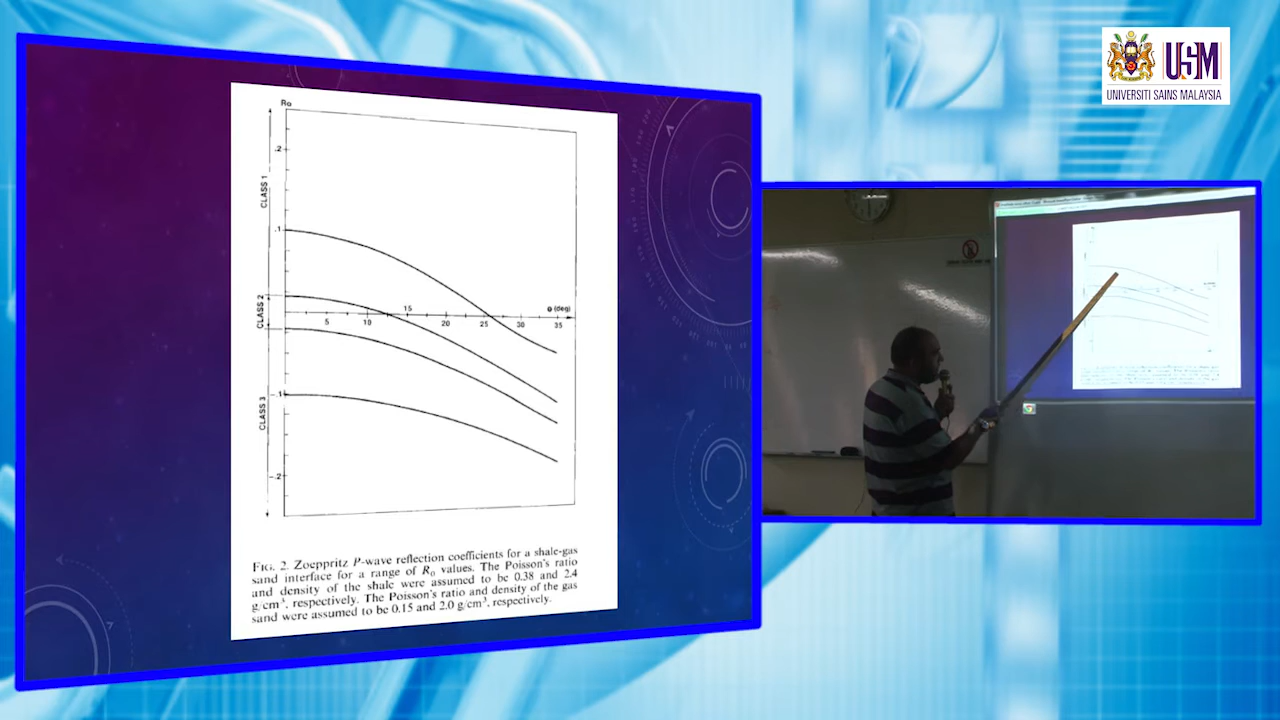 USM
UNIVERSITI SAINS MALAYSIA
Ro
.2
CLASS 1
.1
CLASS 2
15
θ (deg)
5
10
20
25
30
35
-.1
CLASS 3
-.2
FIG. 2. Zoeppritz P-wave reflection coefficients for a shale-gas
sand interface for a range of R0 values. The Poisson's ratio
and density of the shale were assumed to be 0.38 and 2.4
g/cm³, respectively. The Poisson's ratio and density of the gas
sand were assumed to be 0.15 and 2.0 g/cm³, respectively.